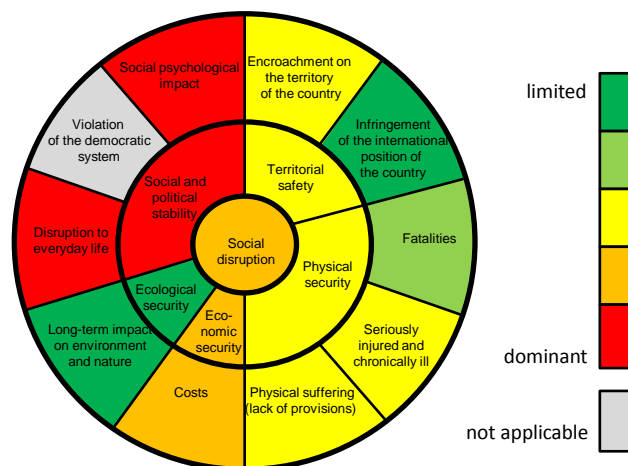 Social psychological
impact
Encroachment on
the territory
of the country
Violation
of the democratic
system
Infringement
of the international
position of
the country
Social and
political
stability
Territorial
safety
Disruption to
everyday life
Social
disruption
Fatalities
Physical
security
Ecological
security
Eco-
nomic
security
Long-term impact
on environment
and nature
Seriously
injured and
chronically ill
Costs
Physical suffering
(lack of provisions)
limited
dominant
not applicable